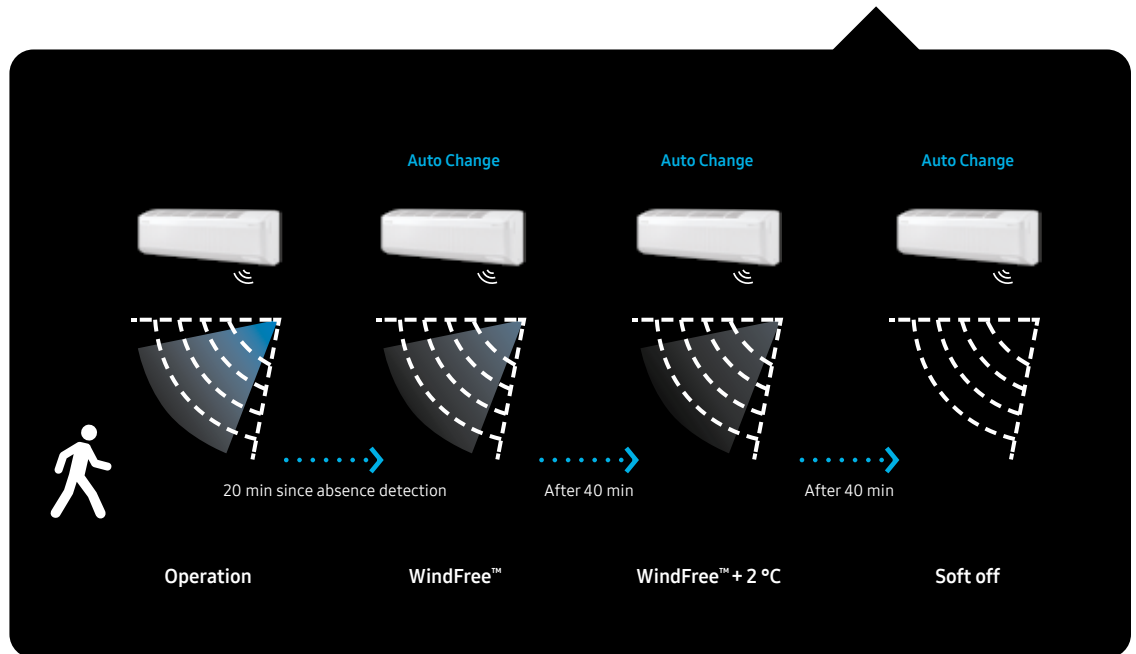 Auto Change
Auto Change
Auto Change
20 min since absence detection
After 40 min
After 40 min
Operation
WindFree™
WindFree™ + 2 °C
Soft off